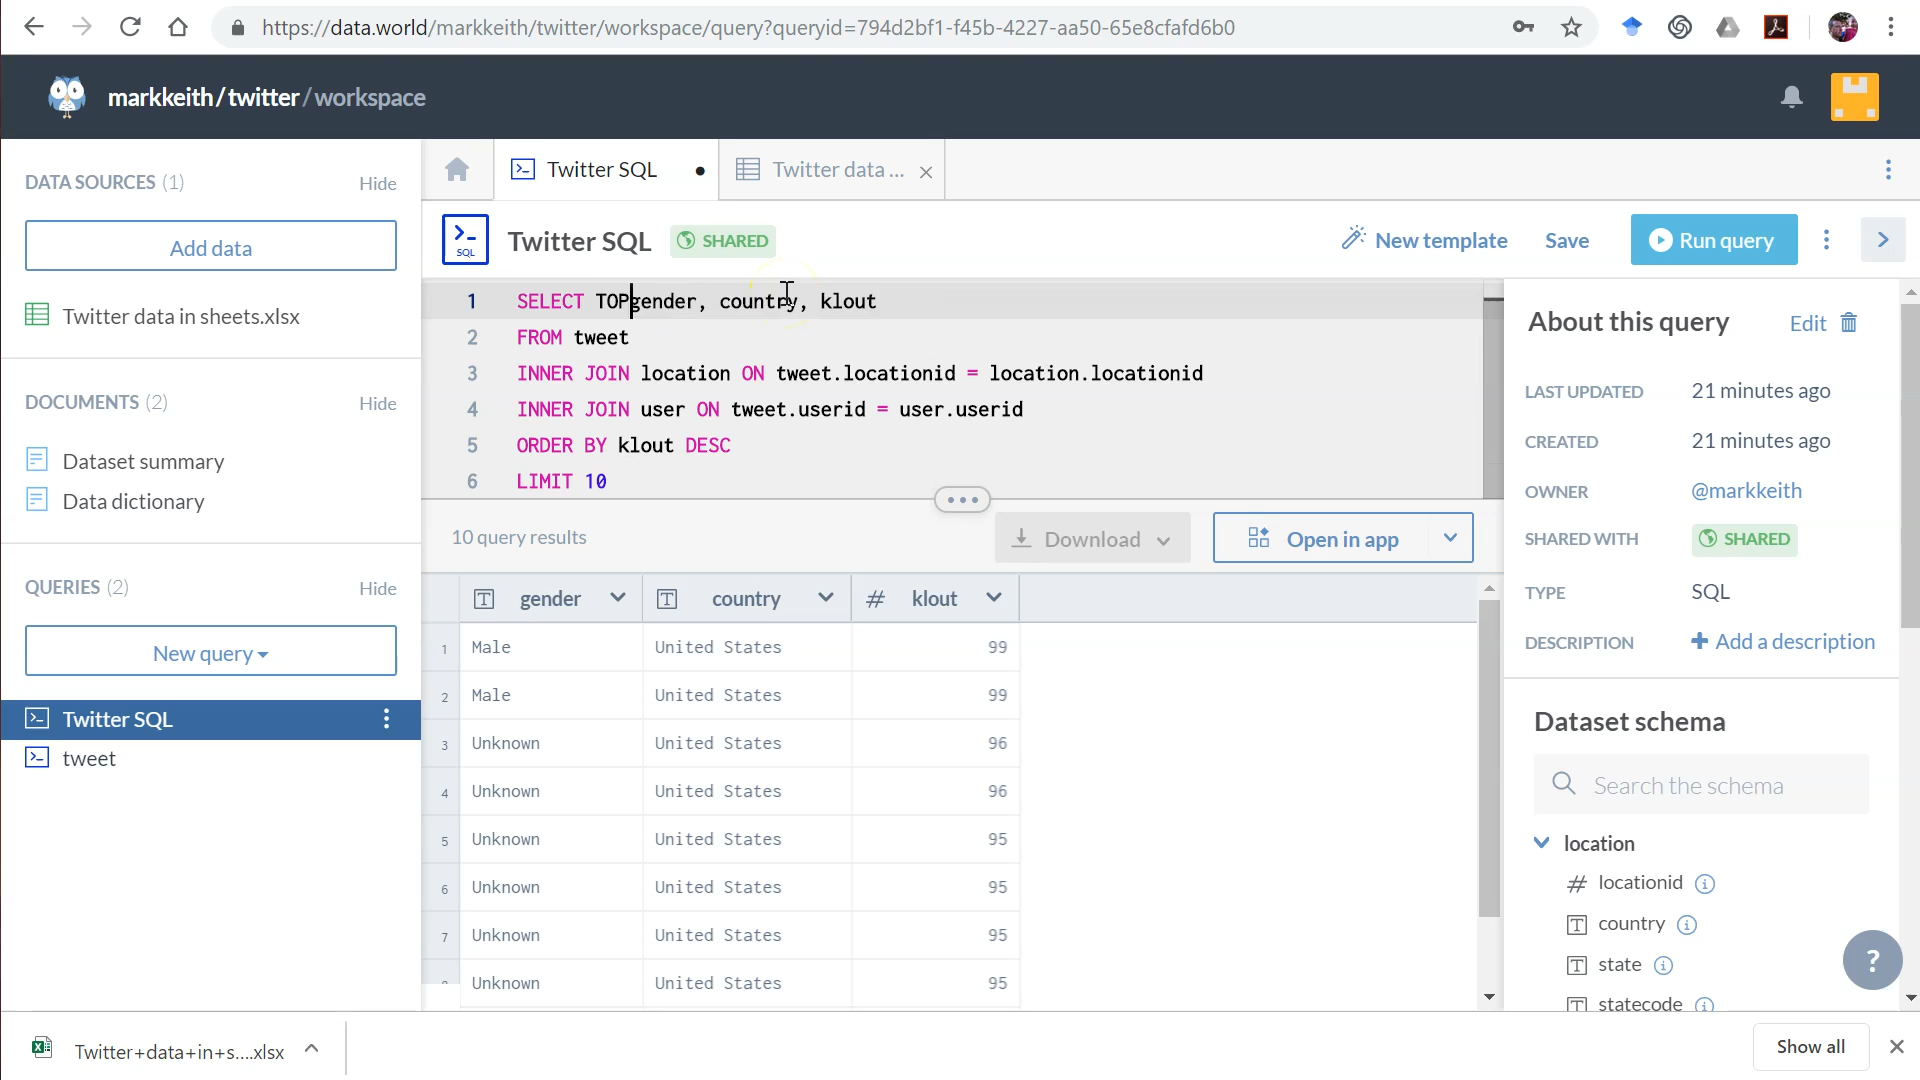 https://data.world/markkeith/twitter/workspace/query?queryid=794d2bf1-f45b-4227-aa50-65e8cfafd6b0
markkeith/twitter/workspace
DATA SOURCES (1) Hide
Add data
Twitter data in sheets.xlsx
DOCUMENTS (2) Hide
Dataset summary
Data dictionary
QUERIES (2) Hide
New query
Twitter SQL
tweet
Twitter SQL
Twitter data ...
SQL
Twitter SQL SHARED
New template Save Run query
1 SELECT TOPgender, country, klout
2 FROM tweet
3 INNER JOIN location ON tweet.locationid = location.locationid
4 INNER JOIN user ON tweet.userid = user.userid
5 ORDER BY klout DESC
6 LIMIT 10
10 query results Download Open in app
T gender T country # klout
1 Male United States 99
2 Male United States 99
3 Unknown United States 96
4 Unknown United States 96
5 Unknown United States 95
6 Unknown United States 95
7 Unknown United States 95
Unknown United States 95
About this query Edit
LAST UPDATED 21 minutes ago
CREATED 21 minutes ago
OWNER @markkeith
SHARED WITH SHARED
TYPE SQL
DESCRIPTION + Add a description
Dataset schema
Search the schema
location
# locationid i
T country i
T state i
T statecode i
?
Twitter+data+in+s....xlsx
Show all